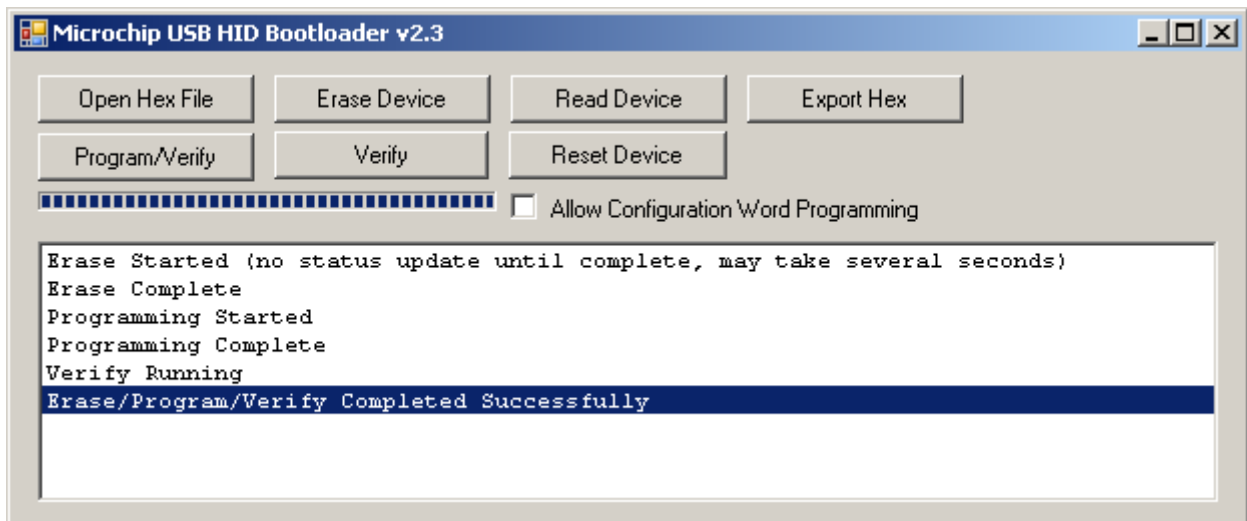 Microchip USB HID Bootloader v2.3
Open Hex File Erase Device Read Device Export Hex
Program/Verify Verify Reset Device
Allow Configuration Word Programming
Erase Started (no status update until complete, may take several seconds)
Erase Complete
Programming Started
Programming Complete
Verify Running
Erase/Program/Verify Completed Successfully